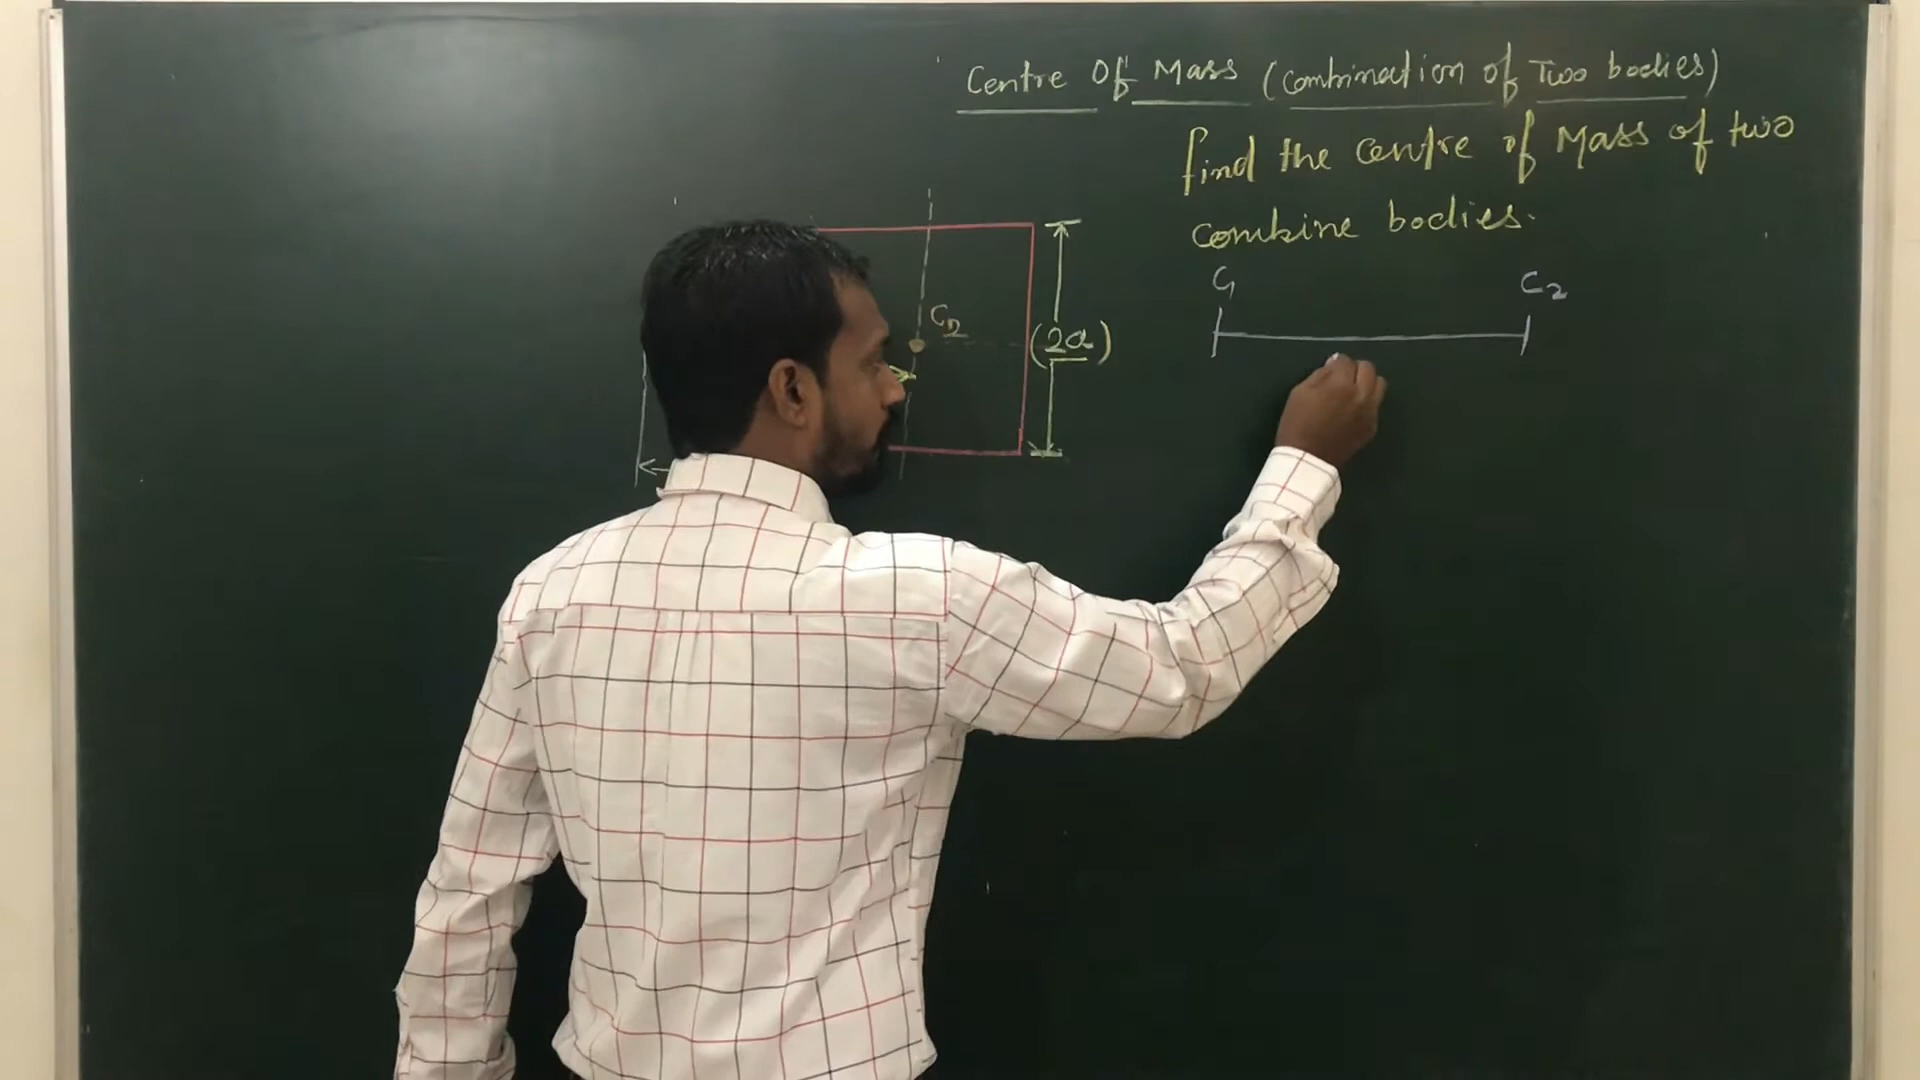 Centre Of Mass (Combination of Two bodies)
find the centre of Mass of two
combine bodies.
C1 C2
C2
(2a)